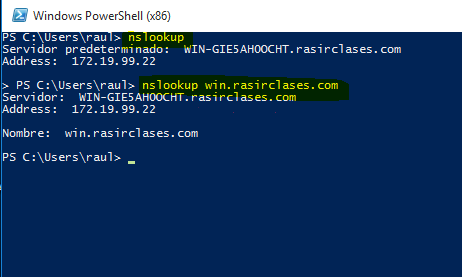 Windows PowerShell (x86)
PS C:\Users\raul> nslookup
Servidor predeterminado:  WIN-GIE5AHOOCHT.rasirclases.com
Address:  172.19.99.22
> PS C:\Users\raul> nslookup win.rasirclases.com
Servidor:  WIN-GIE5AHOOCHT.rasirclases.com
Address:  172.19.99.22
Nombre:  win.rasirclases.com
PS C:\Users\raul>